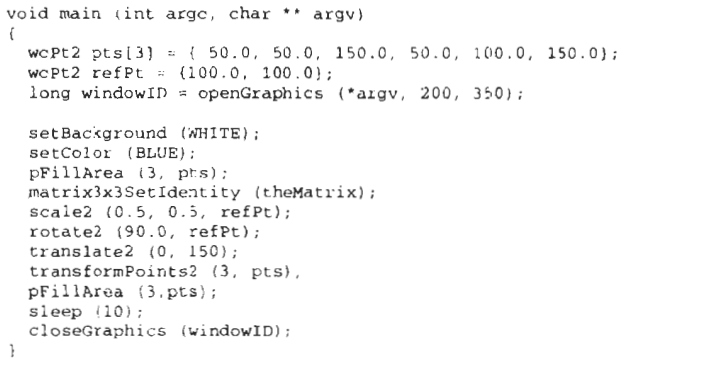 void main (int argc, char ** argv)
{
  wcPt2 pts[3] = { 50.0, 50.0, 150.0, 50.0, 100.0, 150.0};
  wcPt2 refPt = {100.0, 100.0};
  long windowID = openGraphics (*argv, 200, 350);

  setBackground (WHITE);
  setColor (BLUE);
  pFillArea (3, pts);
  matrix3x3SetIdentity (theMatrix);
  scale2 (0.5, 0.5, refPt);
  rotate2 (90.0, refPt);
  translate2 (0, 150);
  transformPoints2 (3, pts),
  pFillArea (3.pts);
  sleep (10);
  closeGraphics (windowID);
}